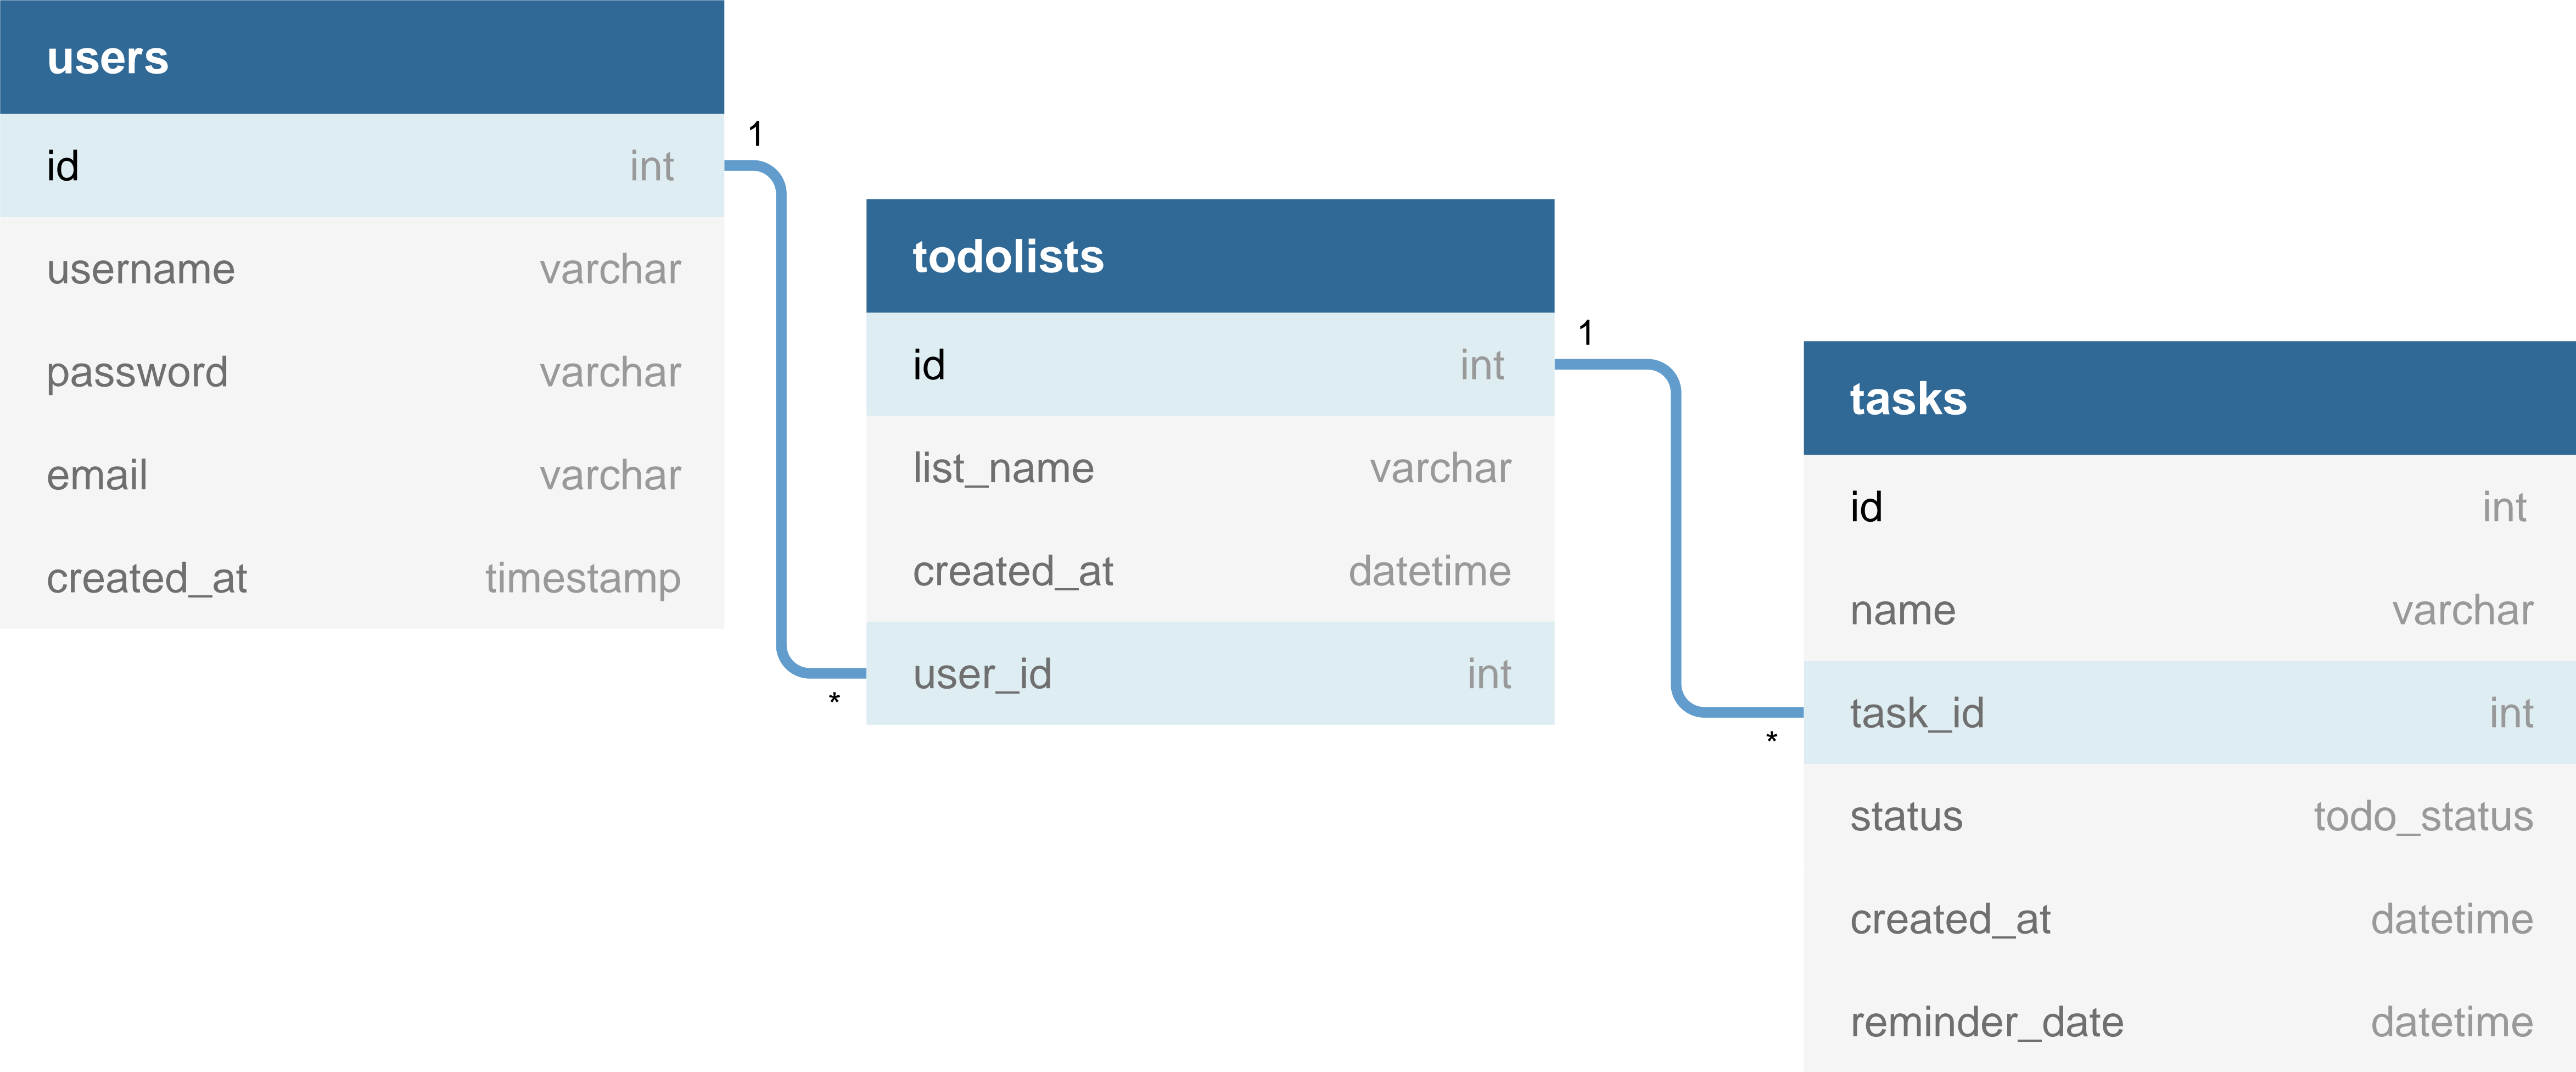 users
id int
username varchar
password varchar
email varchar
created_at timestamp
1
*
todolists
id int
list_name varchar
created_at datetime
user_id int
1
*
tasks
id int
name varchar
task_id int
status todo_status
created_at datetime
reminder_date datetime